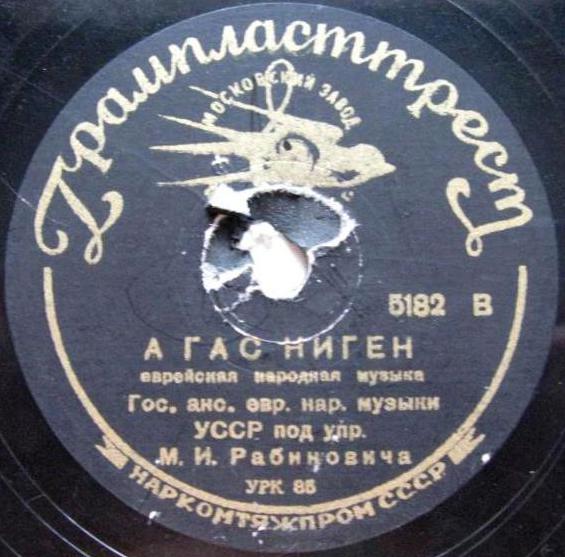 Грампласттрест
МОСКОВСКИЙ ЗАВОД
5182 В
А ГАС НИГЕН
еврейская народная музыка
Гос. анс. евр. нар. музыки
УССР под упр.
М. И. Рабиновича
УРК 85
НАРКОМТЯЖПРОМ СССР